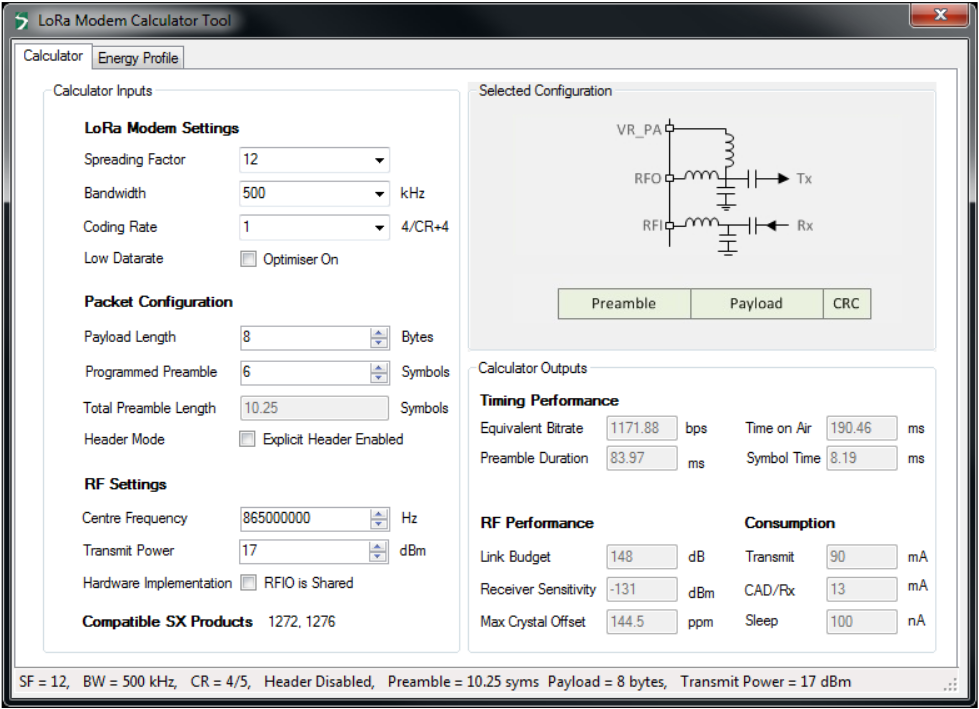 LoRa Modem Calculator Tool
Calculator
Energy Profile
Calculator Inputs
LoRa Modem Settings
Spreading Factor 12
Bandwidth 500 kHz
Coding Rate 1 4/CR+4
Low Datarate Optimiser On
Packet Configuration
Payload Length 8 Bytes
Programmed Preamble 6 Symbols
Total Preamble Length 10.25 Symbols
Header Mode Explicit Header Enabled
RF Settings
Centre Frequency 865000000 Hz
Transmit Power 17 dBm
Hardware Implementation RFIO is Shared
Compatible SX Products 1272, 1276
Selected Configuration
VR_PA
RFO Tx
RFI Rx
Preamble Payload CRC
Calculator Outputs
Timing Performance
Equivalent Bitrate 1171.88 bps Time on Air 190.46 ms
Preamble Duration 83.97 ms Symbol Time 8.19 ms
RF Performance Consumption
Link Budget 148 dB Transmit 90 mA
Receiver Sensitivity -131 dBm CAD/Rx 13 mA
Max Crystal Offset 144.5 ppm Sleep 100 nA
SF = 12, BW = 500 kHz, CR = 4/5, Header Disabled, Preamble = 10.25 syms Payload = 8 bytes, Transmit Power = 17 dBm